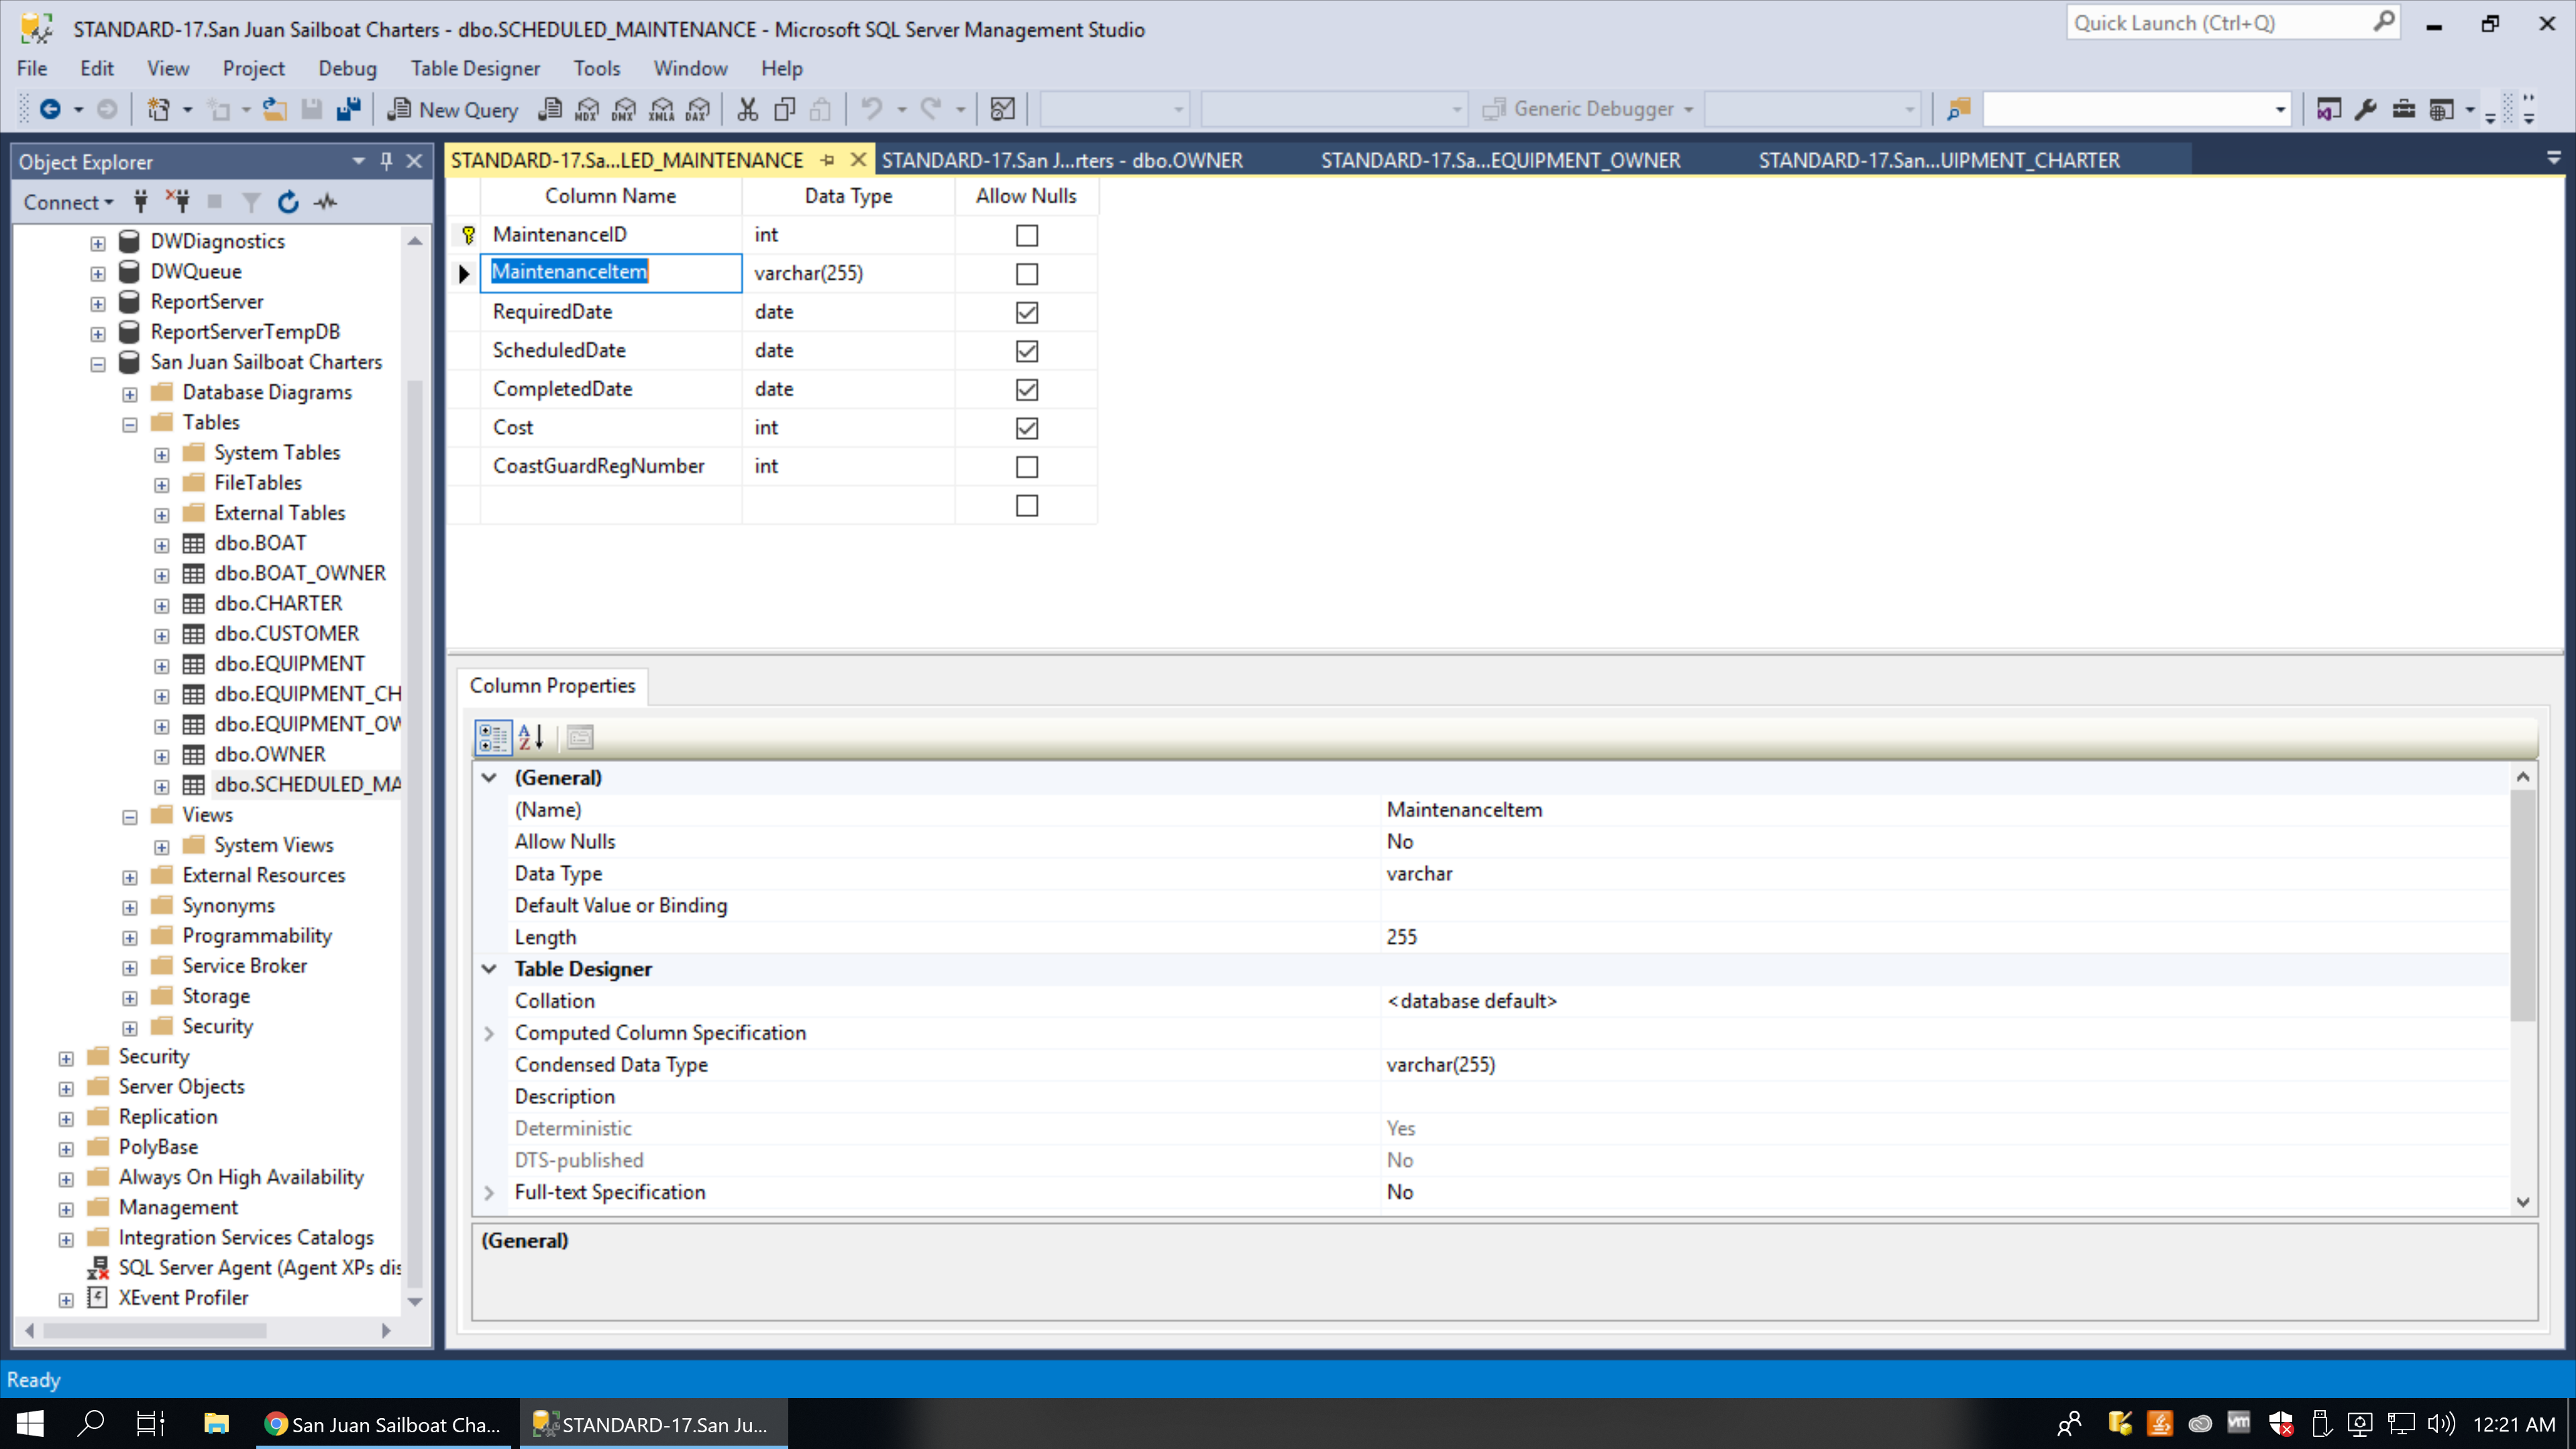 STANDARD-17.San Juan Sailboat Charters - dbo.SCHEDULED_MAINTENANCE - Microsoft SQL Server Management Studio
Quick Launch (Ctrl+Q)
File Edit View Project Debug Table Designer Tools Window Help
New Query MDX DMX XMLA DAX Generic Debugger
Object Explorer
Connect
DWDiagnostics
DWQueue
ReportServer
ReportServerTempDB
San Juan Sailboat Charters
Database Diagrams
Tables
System Tables
FileTables
External Tables
dbo.BOAT
dbo.BOAT_OWNER
dbo.CHARTER
dbo.CUSTOMER
dbo.EQUIPMENT
dbo.EQUIPMENT_CH
dbo.EQUIPMENT_OW
dbo.OWNER
dbo.SCHEDULED_MA
Views
System Views
External Resources
Synonyms
Programmability
Service Broker
Storage
Security
Security
Server Objects
Replication
PolyBase
Always On High Availability
Management
Integration Services Catalogs
SQL Server Agent (Agent XPs dis
XEvent Profiler
STANDARD-17.Sa...LED_MAINTENANCE STANDARD-17.San J...rters - dbo.OWNER STANDARD-17.Sa...EQUIPMENT_OWNER STANDARD-17.San...UIPMENT_CHARTER
Column Name Data Type Allow Nulls
MaintenanceID int
MaintenanceItem varchar(255)
RequiredDate date
ScheduledDate date
CompletedDate date
Cost int
CoastGuardRegNumber int
Column Properties
(General)
(Name) MaintenanceItem
Allow Nulls No
Data Type varchar
Default Value or Binding
Length 255
Table Designer
Collation <database default>
Computed Column Specification
Condensed Data Type varchar(255)
Description
Deterministic Yes
DTS-published No
Full-text Specification No
(General)
Ready
San Juan Sailboat Cha... STANDARD-17.San Ju... vm 12:21 AM